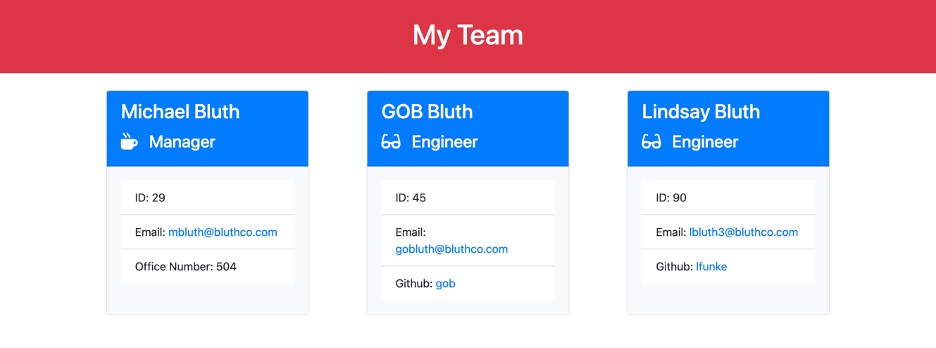 My Team
Michael Bluth
Manager
ID: 29
Email: mbluth@bluthco.com
Office Number: 504
GOB Bluth
Engineer
ID: 45
Email:
gobluth@bluthco.com
Github: gob
Lindsay Bluth
Engineer
ID: 90
Email: lbluth3@bluthco.com
Github: lfunke